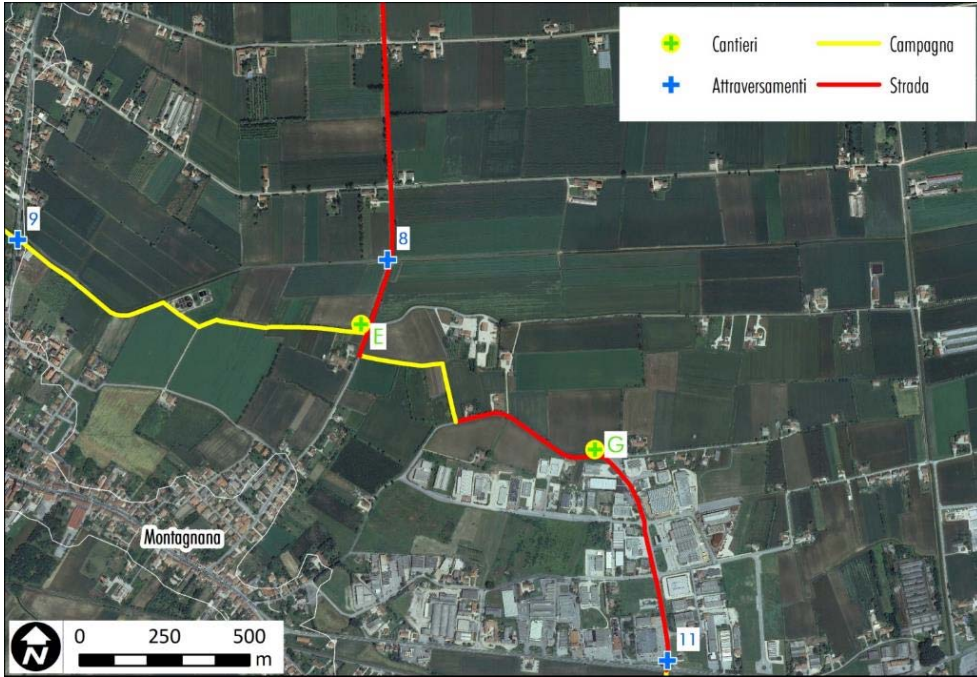 Cantieri
Campagna
Attraversamenti
Strada
9
8
E
G
Montagnana
11
N
0 250 500
m